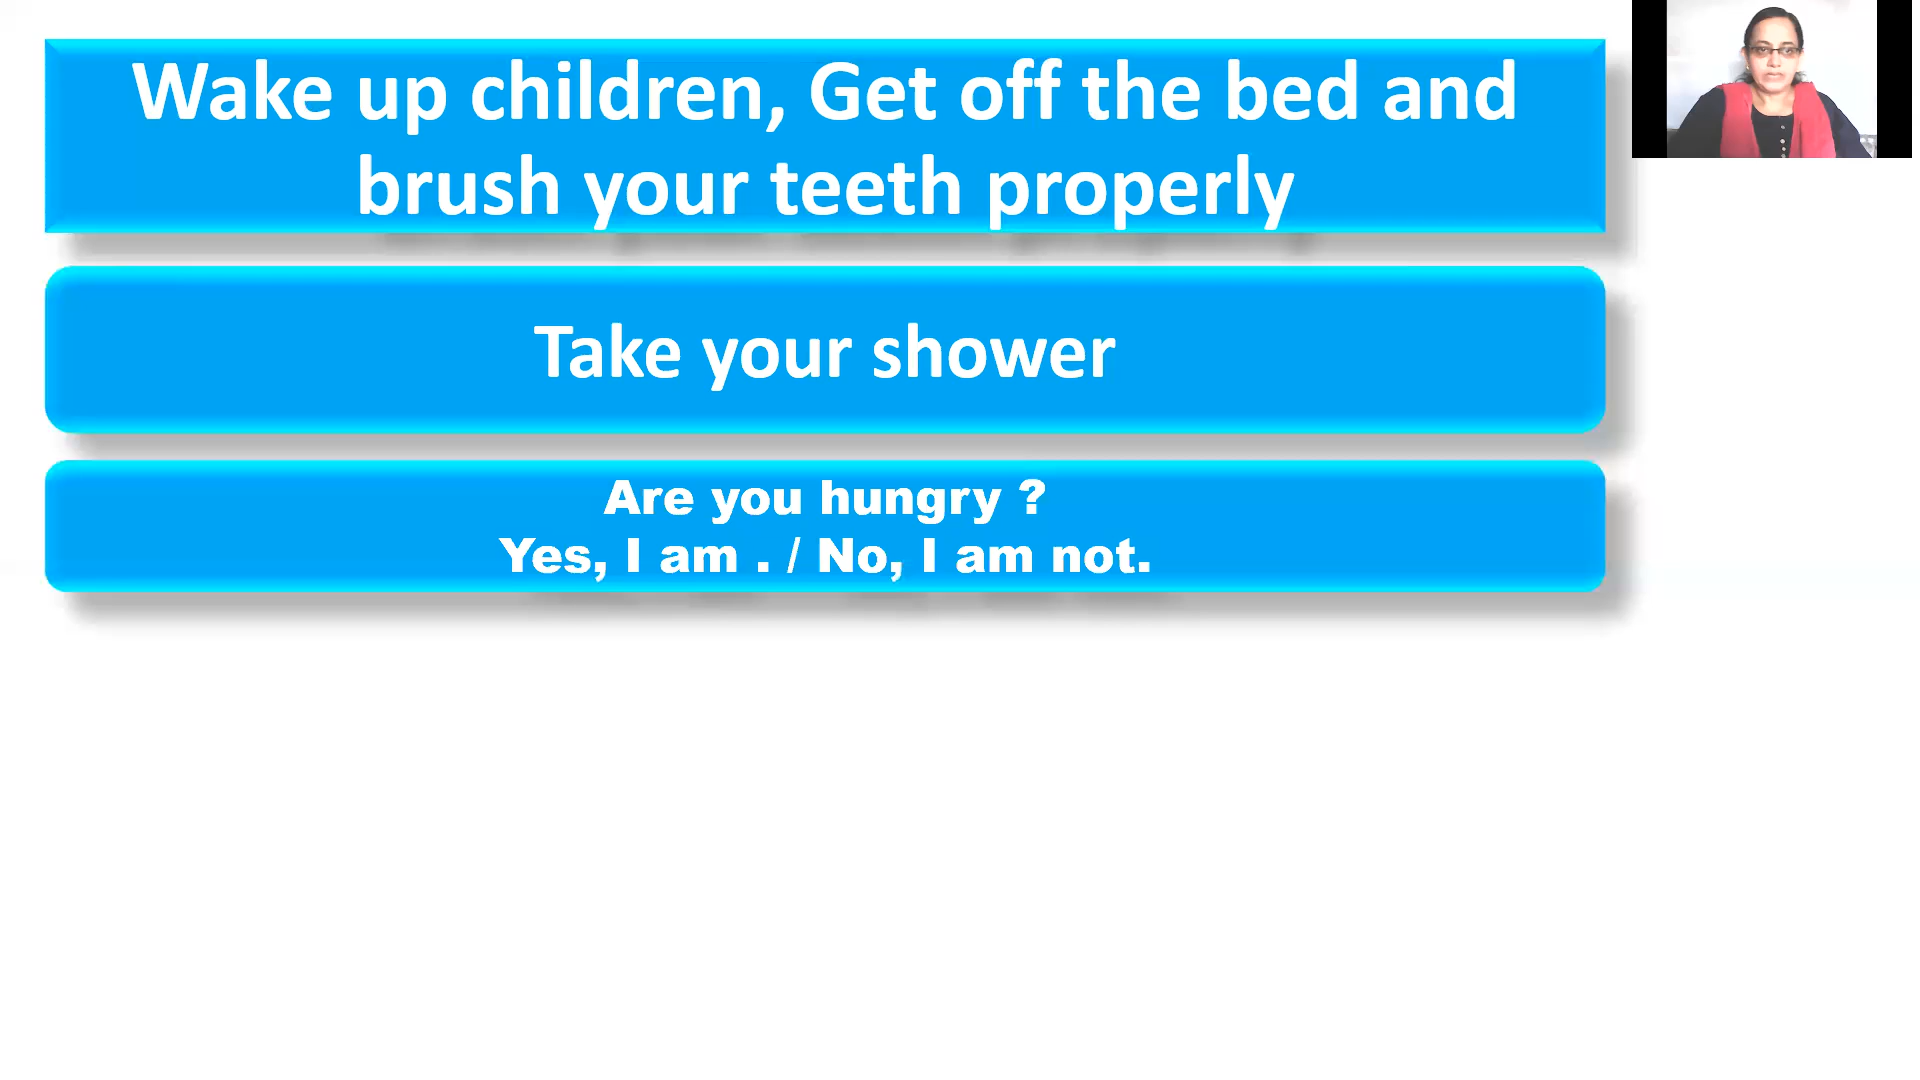 Wake up children, Get off the bed and
brush your teeth properly
Take your shower
Are you hungry ?
Yes, I am . / No, I am not.